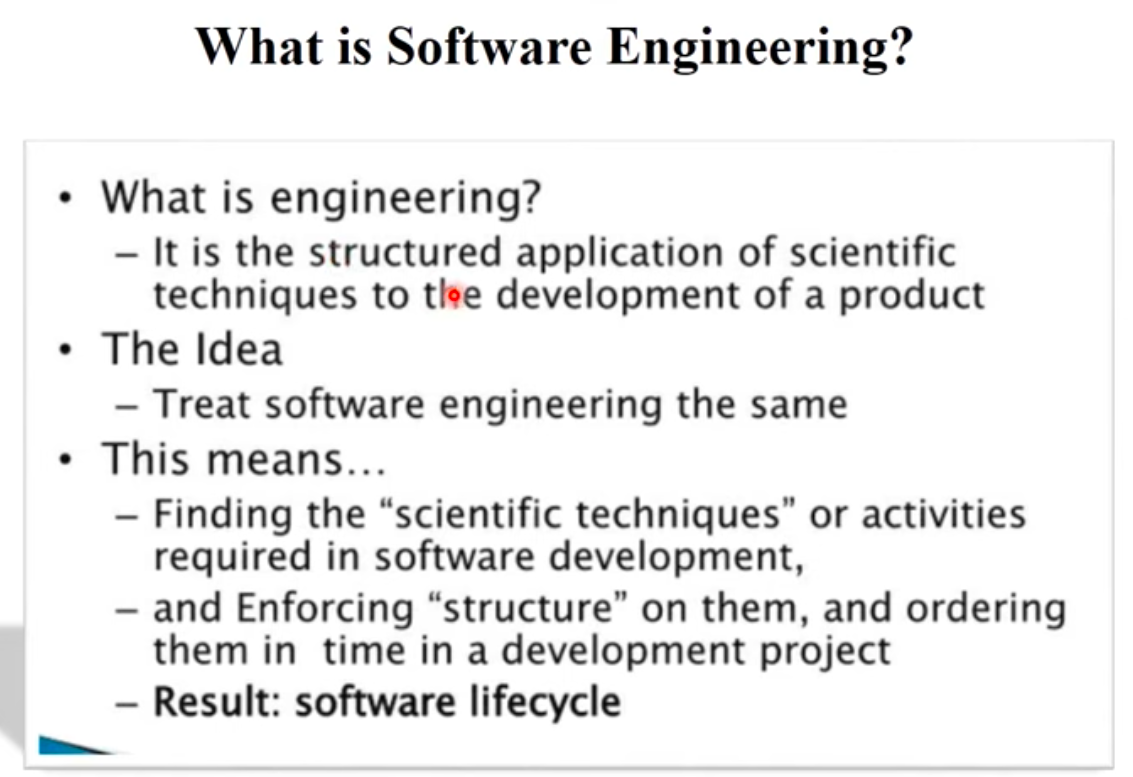 What is Software Engineering?
• What is engineering?
– It is the structured application of scientific
techniques to the development of a product
• The Idea
– Treat software engineering the same
• This means...
– Finding the “scientific techniques” or activities
required in software development,
– and Enforcing “structure” on them, and ordering
them in time in a development project
– Result: software lifecycle